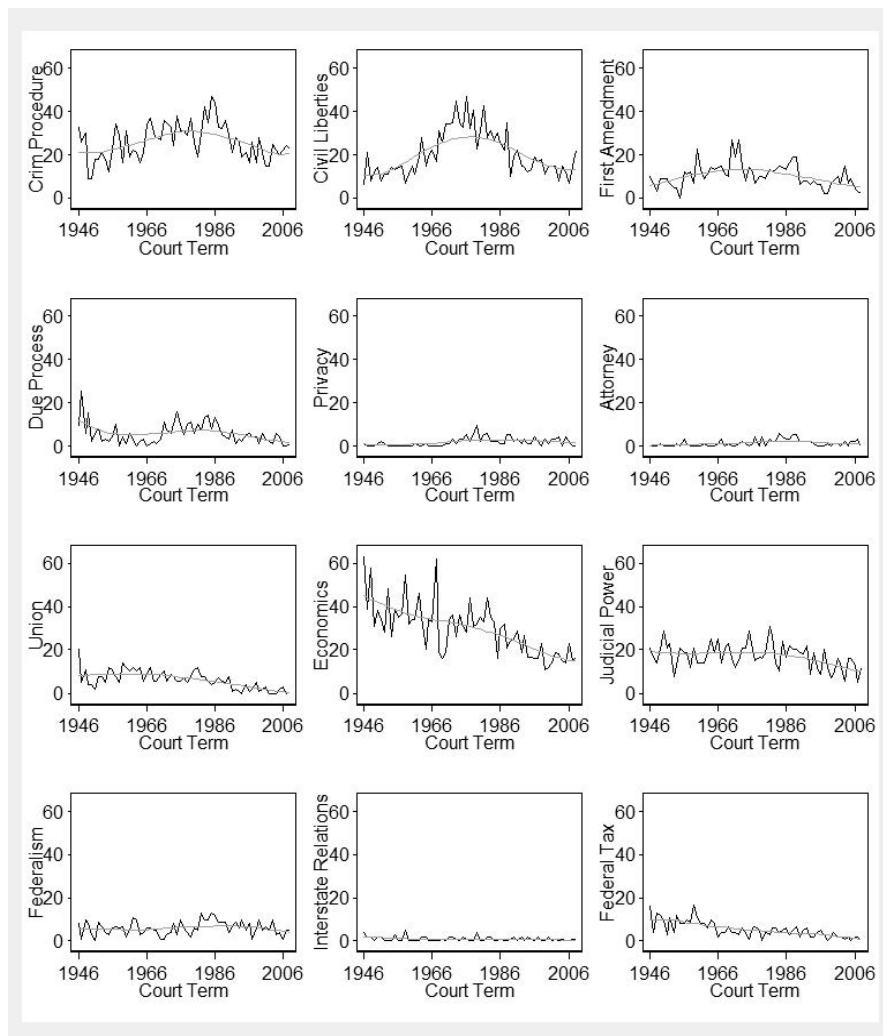 Crim Procedure
60
40
20
0
1946 1966 1986 2006
Court Term
Civil Liberties
60
40
20
0
1946 1966 1986 2006
Court Term
First Amendment
60
40
20
0
1946 1966 1986 2006
Court Term
Due Process
60
40
20
0
1946 1966 1986 2006
Court Term
Privacy
60
40
20
0
1946 1966 1986 2006
Court Term
Attorney
60
40
20
0
1946 1966 1986 2006
Court Term
Union
60
40
20
0
1946 1966 1986 2006
Court Term
Economics
60
40
20
0
1946 1966 1986 2006
Court Term
Judicial Power
60
40
20
0
1946 1966 1986 2006
Court Term
Federalism
60
40
20
0
1946 1966 1986 2006
Court Term
Interstate Relations
60
40
20
0
1946 1966 1986 2006
Court Term
Federal Tax
60
40
20
0
1946 1966 1986 2006
Court Term